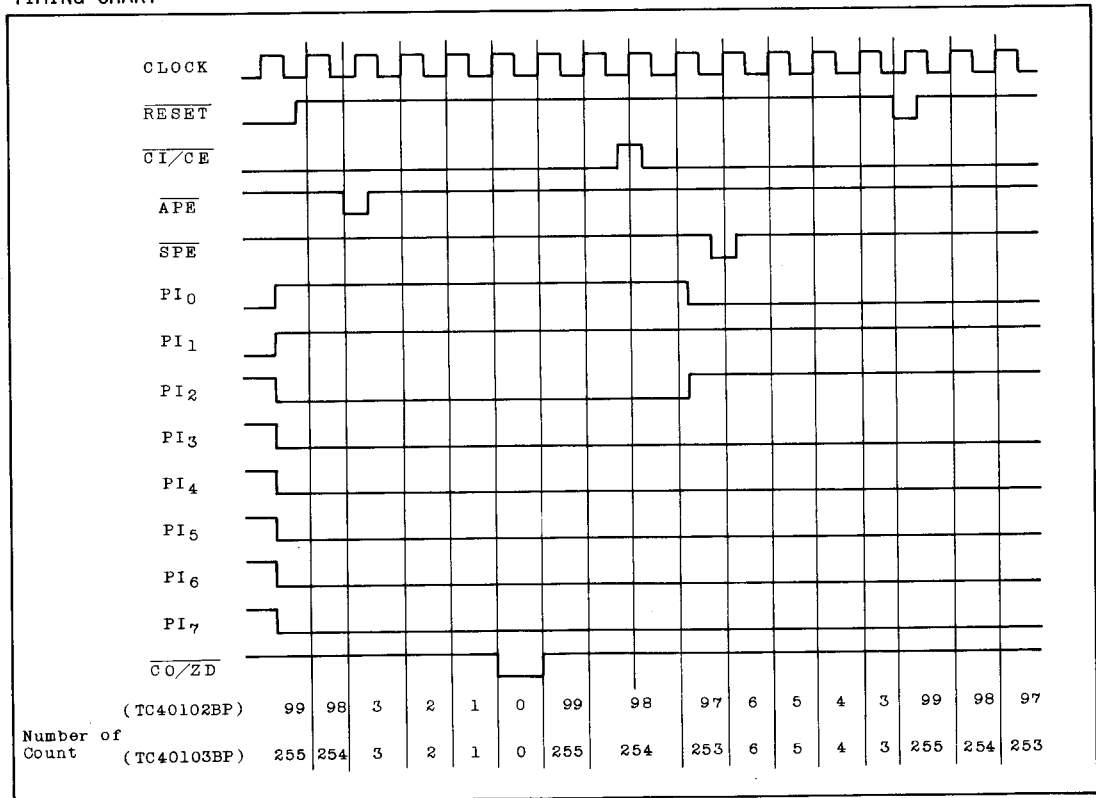 CLOCK
RESET
CI/CE
APE
SPE
PI0
PI1
PI2
PI3
PI4
PI5
PI6
PI7
CO/ZD
(TC40102BP) 99 98 3 2 1 0 99 98 97 6 5 4 3 99 98 97
Number of
Count (TC40103BP) 255 254 3 2 1 0 255 254 253 6 5 4 3 255 254 253